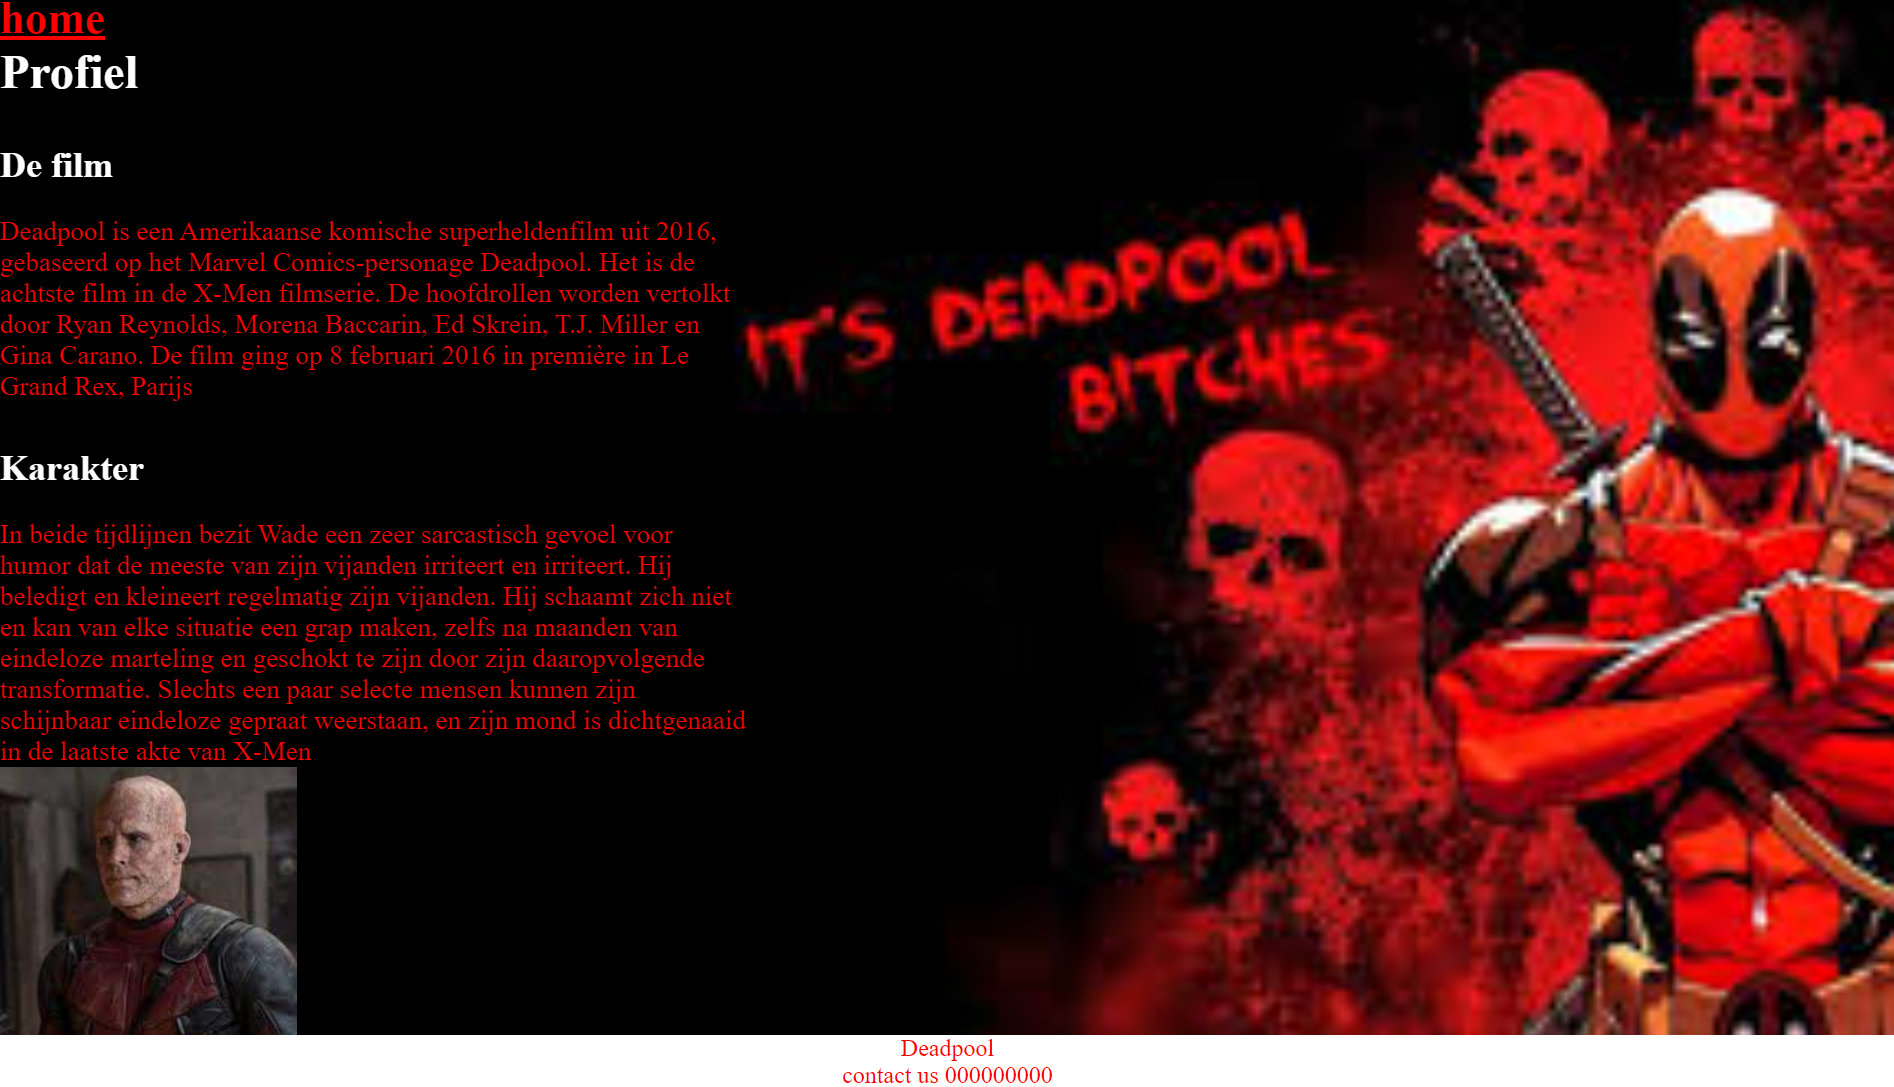 home
Profiel
De film
Deadpool is een Amerikaanse komische superheldenfilm uit 2016,
gebaseerd op het Marvel Comics-personage Deadpool. Het is de
achtste film in de X-Men filmserie. De hoofdrollen worden vertolkt
door Ryan Reynolds, Morena Baccarin, Ed Skrein, T.J. Miller en
Gina Carano. De film ging op 8 februari 2016 in première in Le
Grand Rex, Parijs
IT'S DEADPOOL
BITCHES
Karakter
In beide tijdlijnen bezit Wade een zeer sarcastisch gevoel voor
humor dat de meeste van zijn vijanden irriteert en irriteert. Hij
beledigt en kleineert regelmatig zijn vijanden. Hij schaamt zich niet
en kan van elke situatie een grap maken, zelfs na maanden van
eindeloze marteling en geschokt te zijn door zijn daaropvolgende
transformatie. Slechts een paar selecte mensen kunnen zijn
schijnbaar eindeloze gepraat weerstaan, en zijn mond is dichtgenaaid
in de laatste akte van X-Men
Deadpool
contact us 000000000